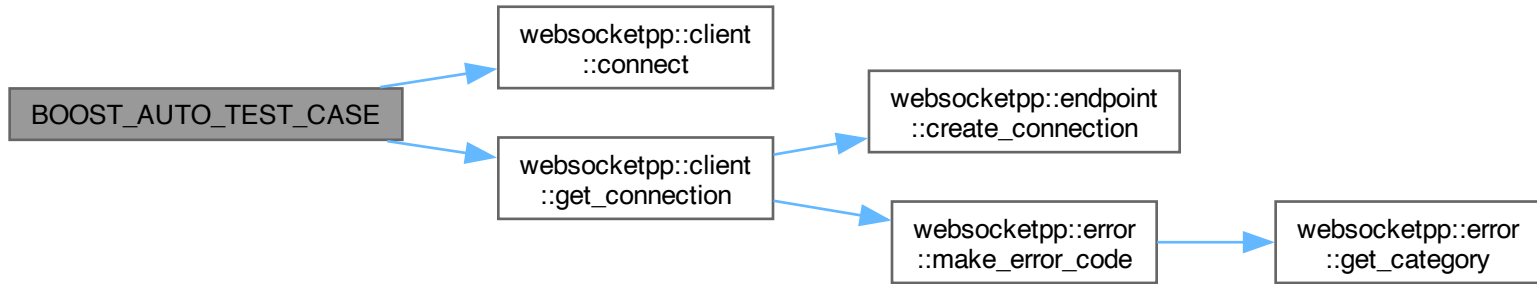 BOOST_AUTO_TEST_CASE
websocketpp::client
::connect
websocketpp::client
::get_connection
websocketpp::endpoint
::create_connection
websocketpp::error
::make_error_code
websocketpp::error
::get_category